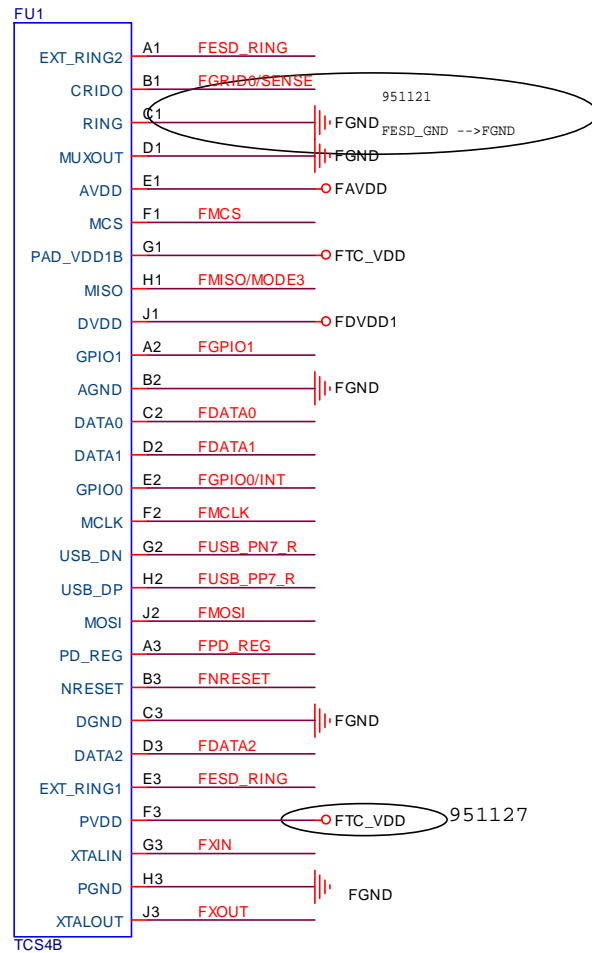 FU1
EXT_RING2 A1 FESD_RING
CRIDO B1 FGRID0/SENSE
951121
RING C1 FGND FESD_GND -->FGND
MUXOUT D1 FGND
AVDD E1 FAVDD
MCS F1 FMCS
PAD_VDD1B G1 FTC_VDD
MISO H1 FMISO/MODE3
DVDD J1 FDVDD1
GPIO1 A2 FGPIO1
AGND B2 FGND
DATA0 C2 FDATA0
DATA1 D2 FDATA1
GPIO0 E2 FGPIO0/INT
MCLK F2 FMCLK
USB_DN G2 FUSB_PN7_R
USB_DP H2 FUSB_PP7_R
MOSI J2 FMOSI
PD_REG A3 FPD_REG
NRESET B3 FNRESET
DGND C3 FGND
DATA2 D3 FDATA2
EXT_RING1 E3 FESD_RING
PVDD F3 FTC_VDD 951127
XTALIN G3 FXIN
PGND H3 FGND
XTALOUT J3 FXOUT
TCS4B